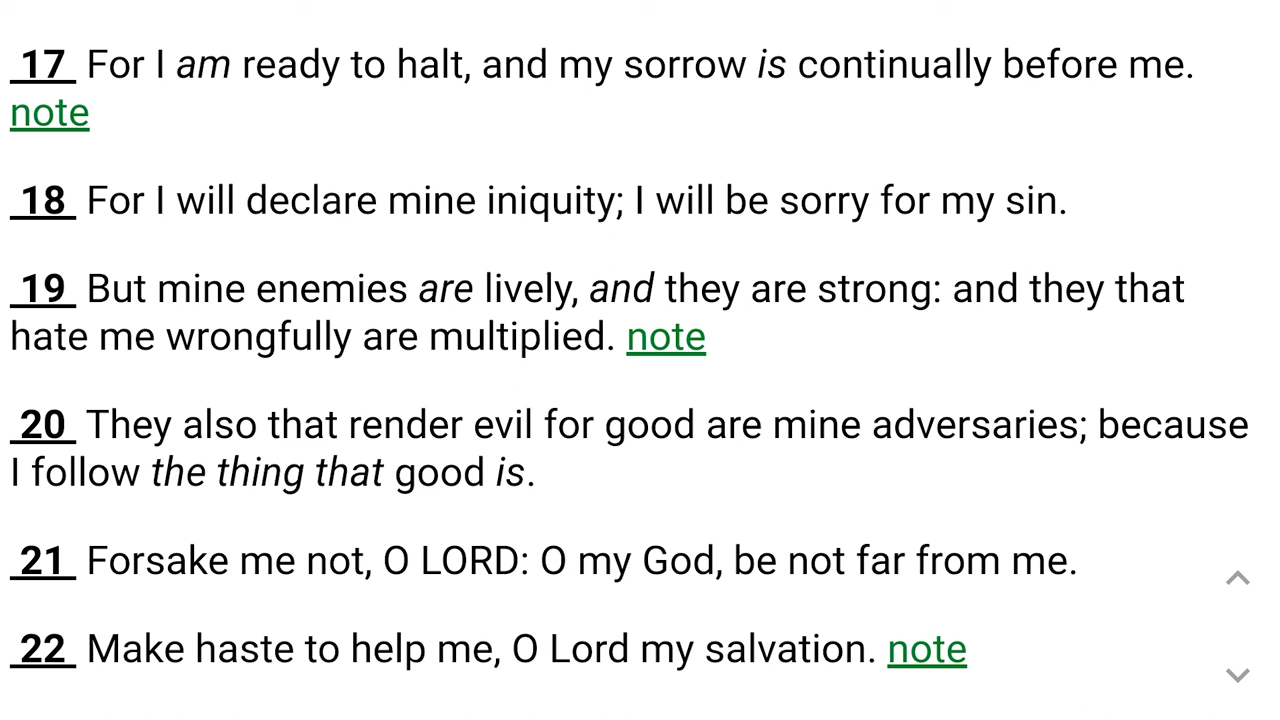 17 For I am ready to halt, and my sorrow is continually before me.
note
18 For I will declare mine iniquity; I will be sorry for my sin.
19 But mine enemies are lively, and they are strong: and they that
hate me wrongfully are multiplied. note
20 They also that render evil for good are mine adversaries; because
I follow the thing that good is.
21 Forsake me not, O LORD: O my God, be not far from me.
22 Make haste to help me, O Lord my salvation. note